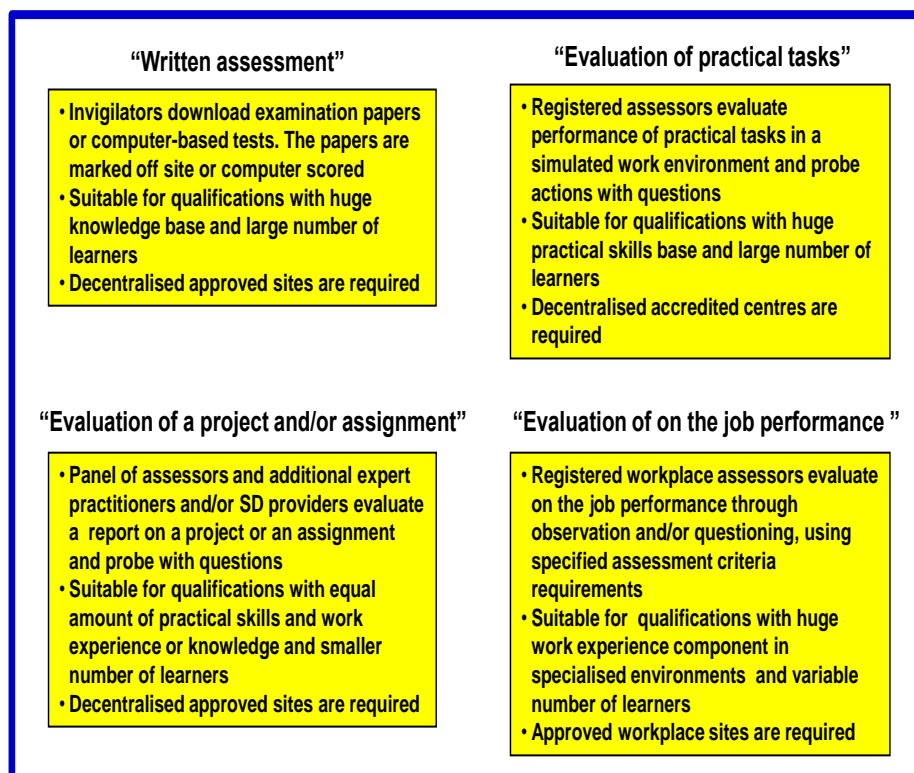 “Written assessment”
• Invigilators download examination papers
or computer-based tests. The papers are
marked off site or computer scored
• Suitable for qualifications with huge
knowledge base and large number of
learners
• Decentralised approved sites are required
“Evaluation of practical tasks”
• Registered assessors evaluate
performance of practical tasks in a
simulated work environment and probe
actions with questions
• Suitable for qualifications with huge
practical skills base and large number of
learners
• Decentralised accredited centres are
required
“Evaluation of a project and/or assignment”
• Panel of assessors and additional expert
practitioners and/or SD providers evaluate
a report on a project or an assignment
and probe with questions
• Suitable for qualifications with equal
amount of practical skills and work
experience or knowledge and smaller
number of learners
• Decentralised approved sites are required
“Evaluation of on the job performance ”
• Registered workplace assessors evaluate
on the job performance through
observation and/or questioning, using
specified assessment criteria
requirements
• Suitable for qualifications with huge
work experience component in
specialised environments and variable
number of learners
• Approved workplace sites are required